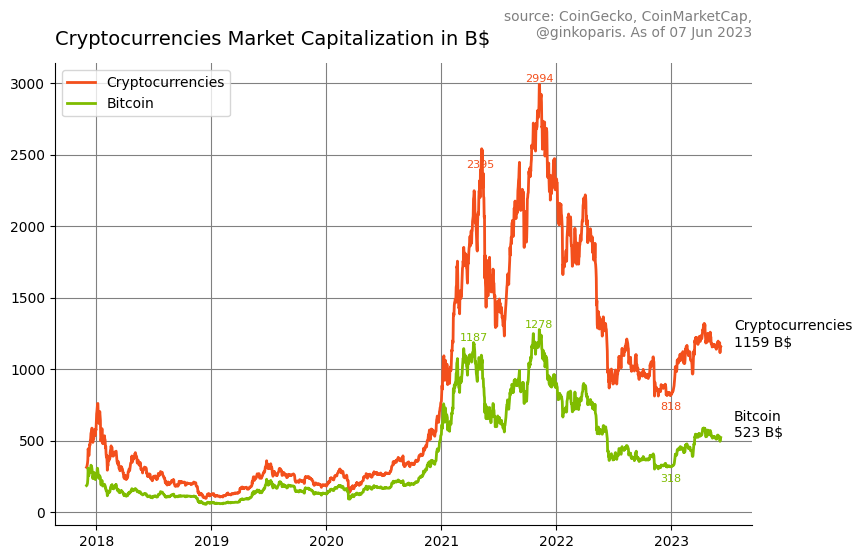 source: CoinGecko, CoinMarketCap,
@ginkoparis. As of 07 Jun 2023
Cryptocurrencies Market Capitalization in B$
Cryptocurrencies
Bitcoin
3000
2500
2000
1500
1000
500
0
2994
2395
1278
1187
818
318
Cryptocurrencies
1159 B$
Bitcoin
523 B$
2018 2019 2020 2021 2022 2023